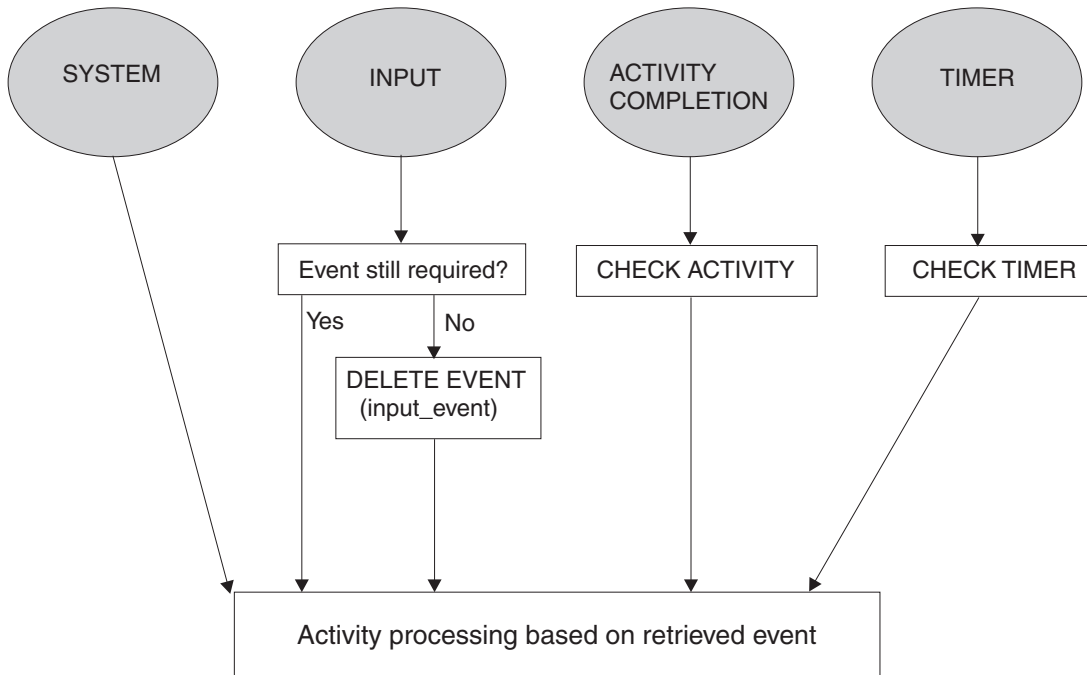 SYSTEM
INPUT
ACTIVITY
COMPLETION
TIMER
Event still required?
CHECK ACTIVITY
CHECK TIMER
Yes
No
DELETE EVENT
(input_event)
Activity processing based on retrieved event